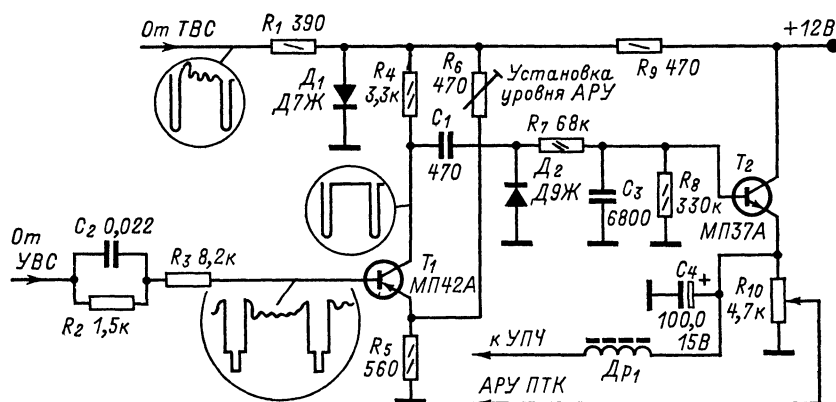 От ТВС
R1 390
+12В
R4
3,3к
R6
470
Установка
уровня АРУ
R9 470
Д1
Д7Ж
C1
470
R7 68к
Д2
Д9Ж
C3
6800
R8
330к
T2
МП37А
От
УВС
C2 0,022
R3 8,2к
R2 1,5к
T1
МП42А
R5
560
C4
+
100,0
15В
R10
4,7к
к УПЧ
Др1
АРУ ПТК